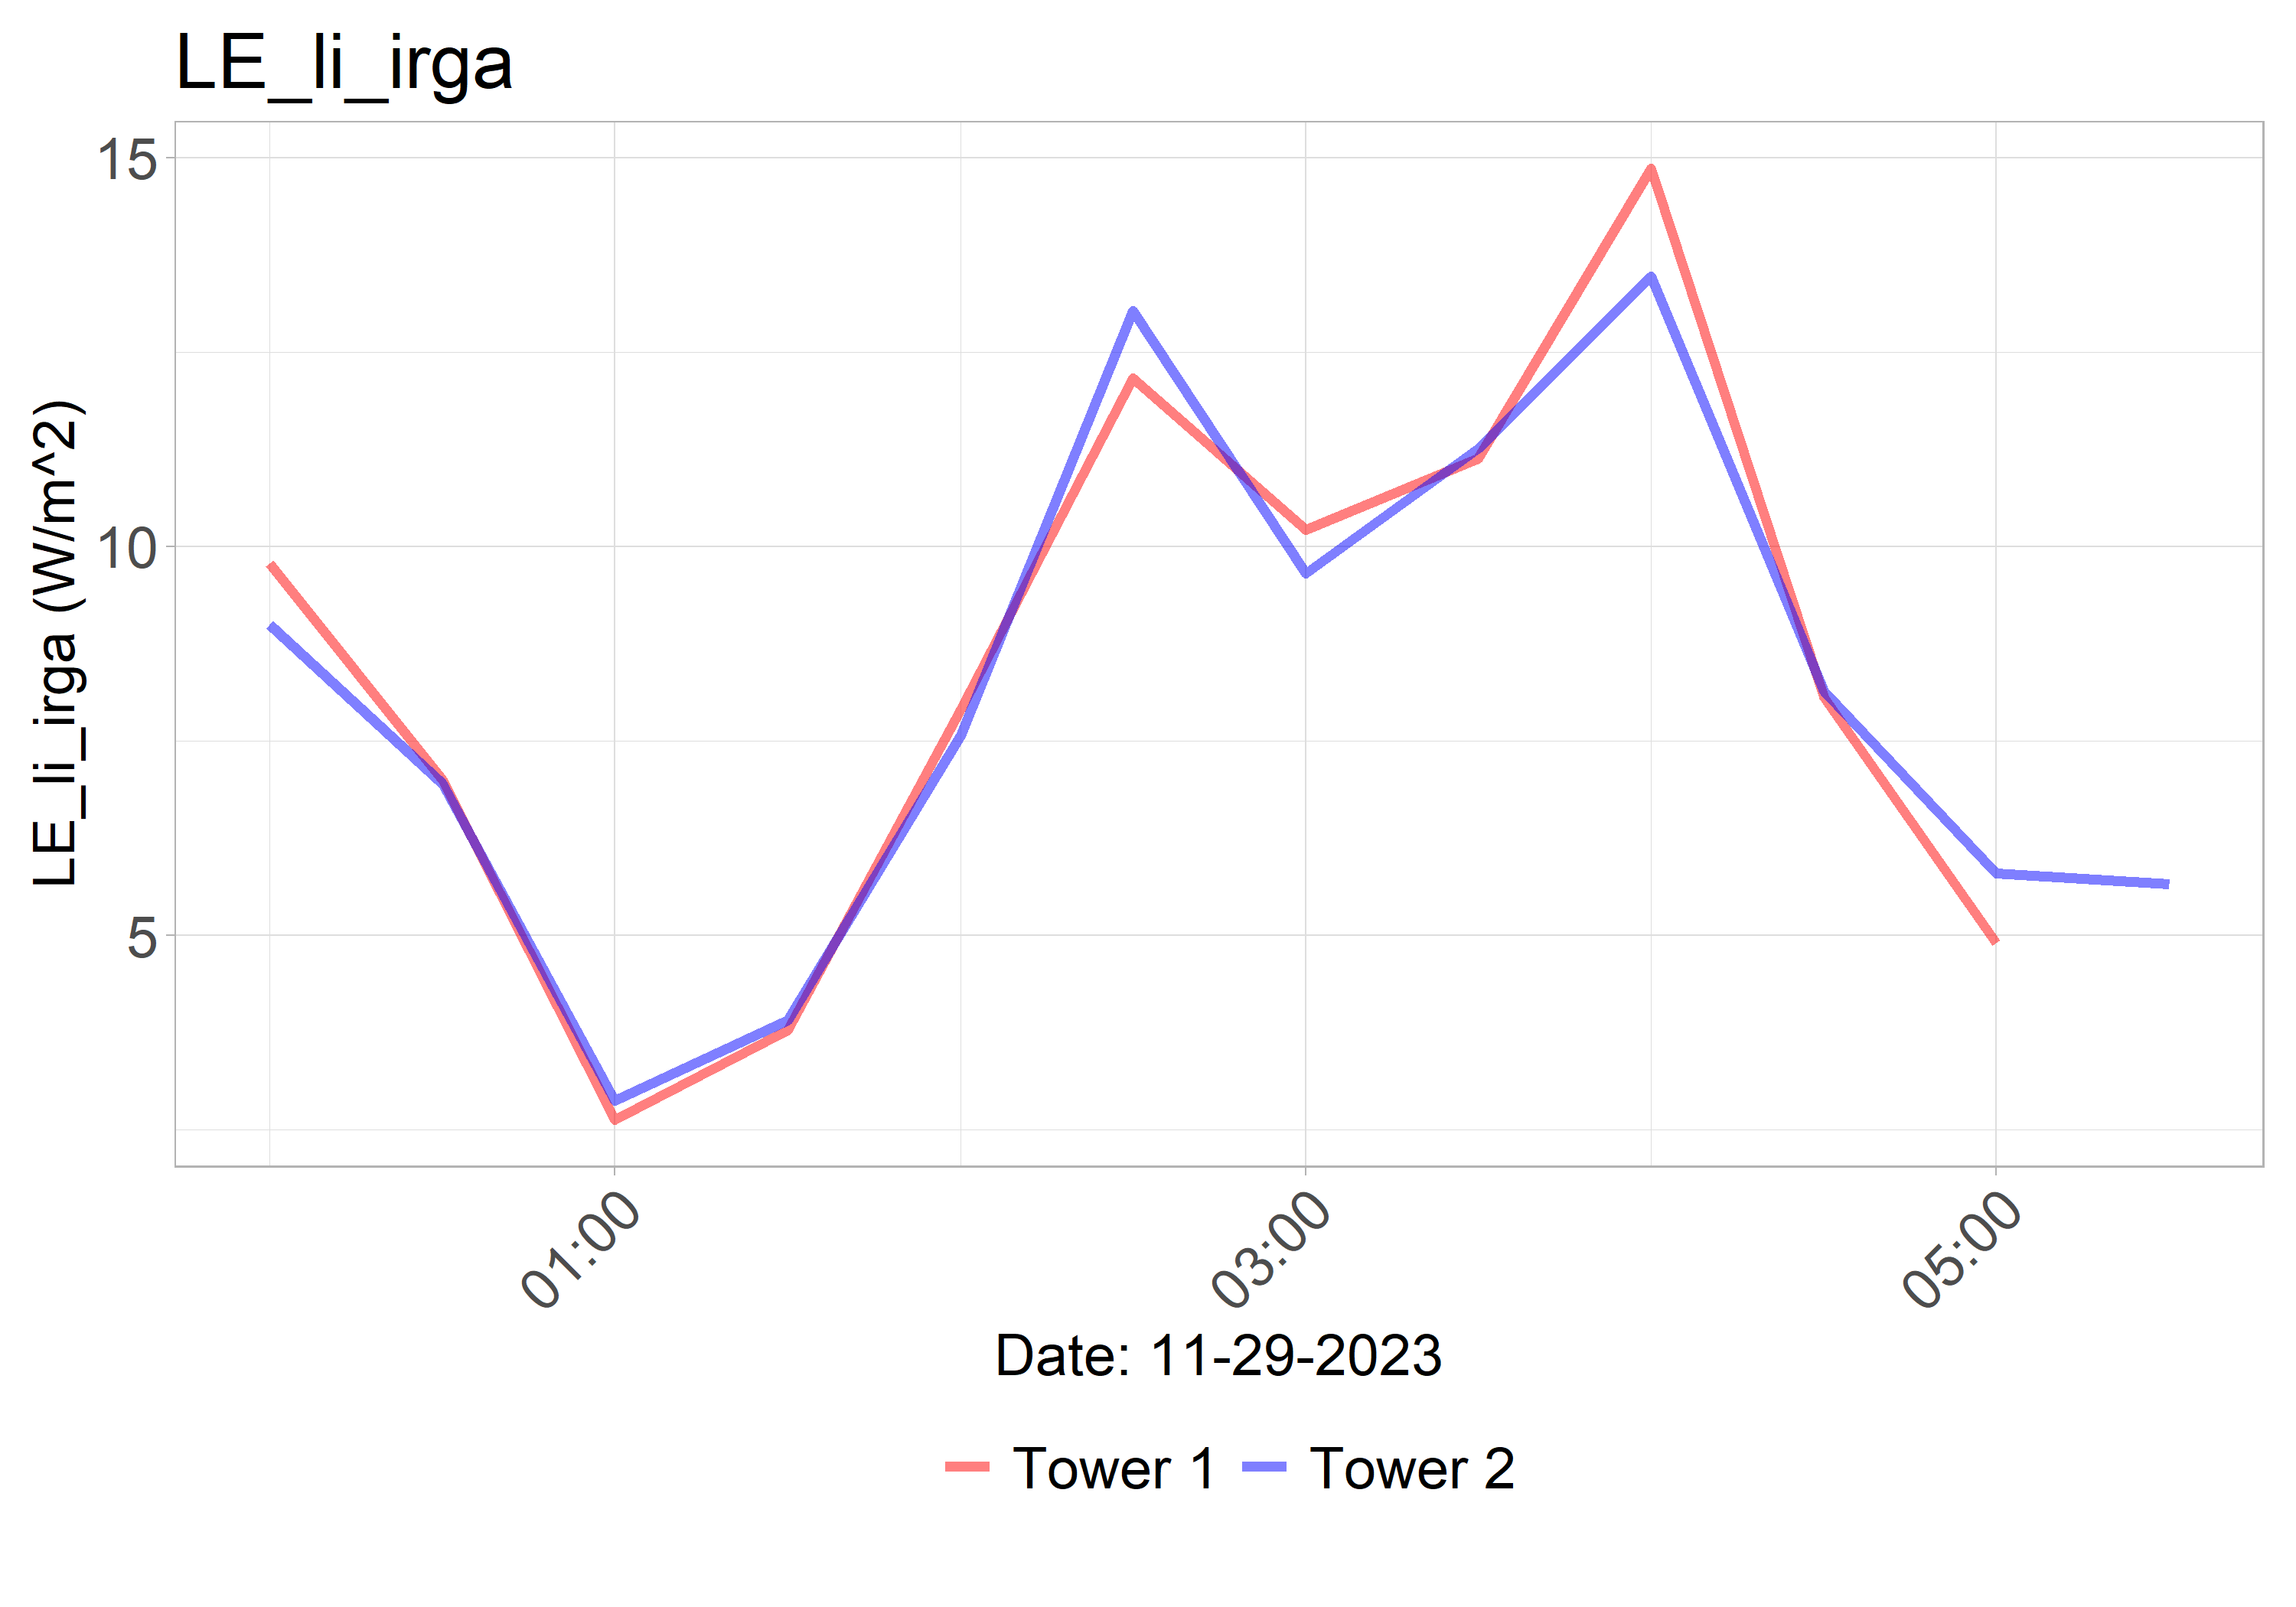 LE_li_irga
LE_li_irga (W/m^2)
15
10
5
01:00
03:00
05:00
Date: 11-29-2023
Tower 1
Tower 2